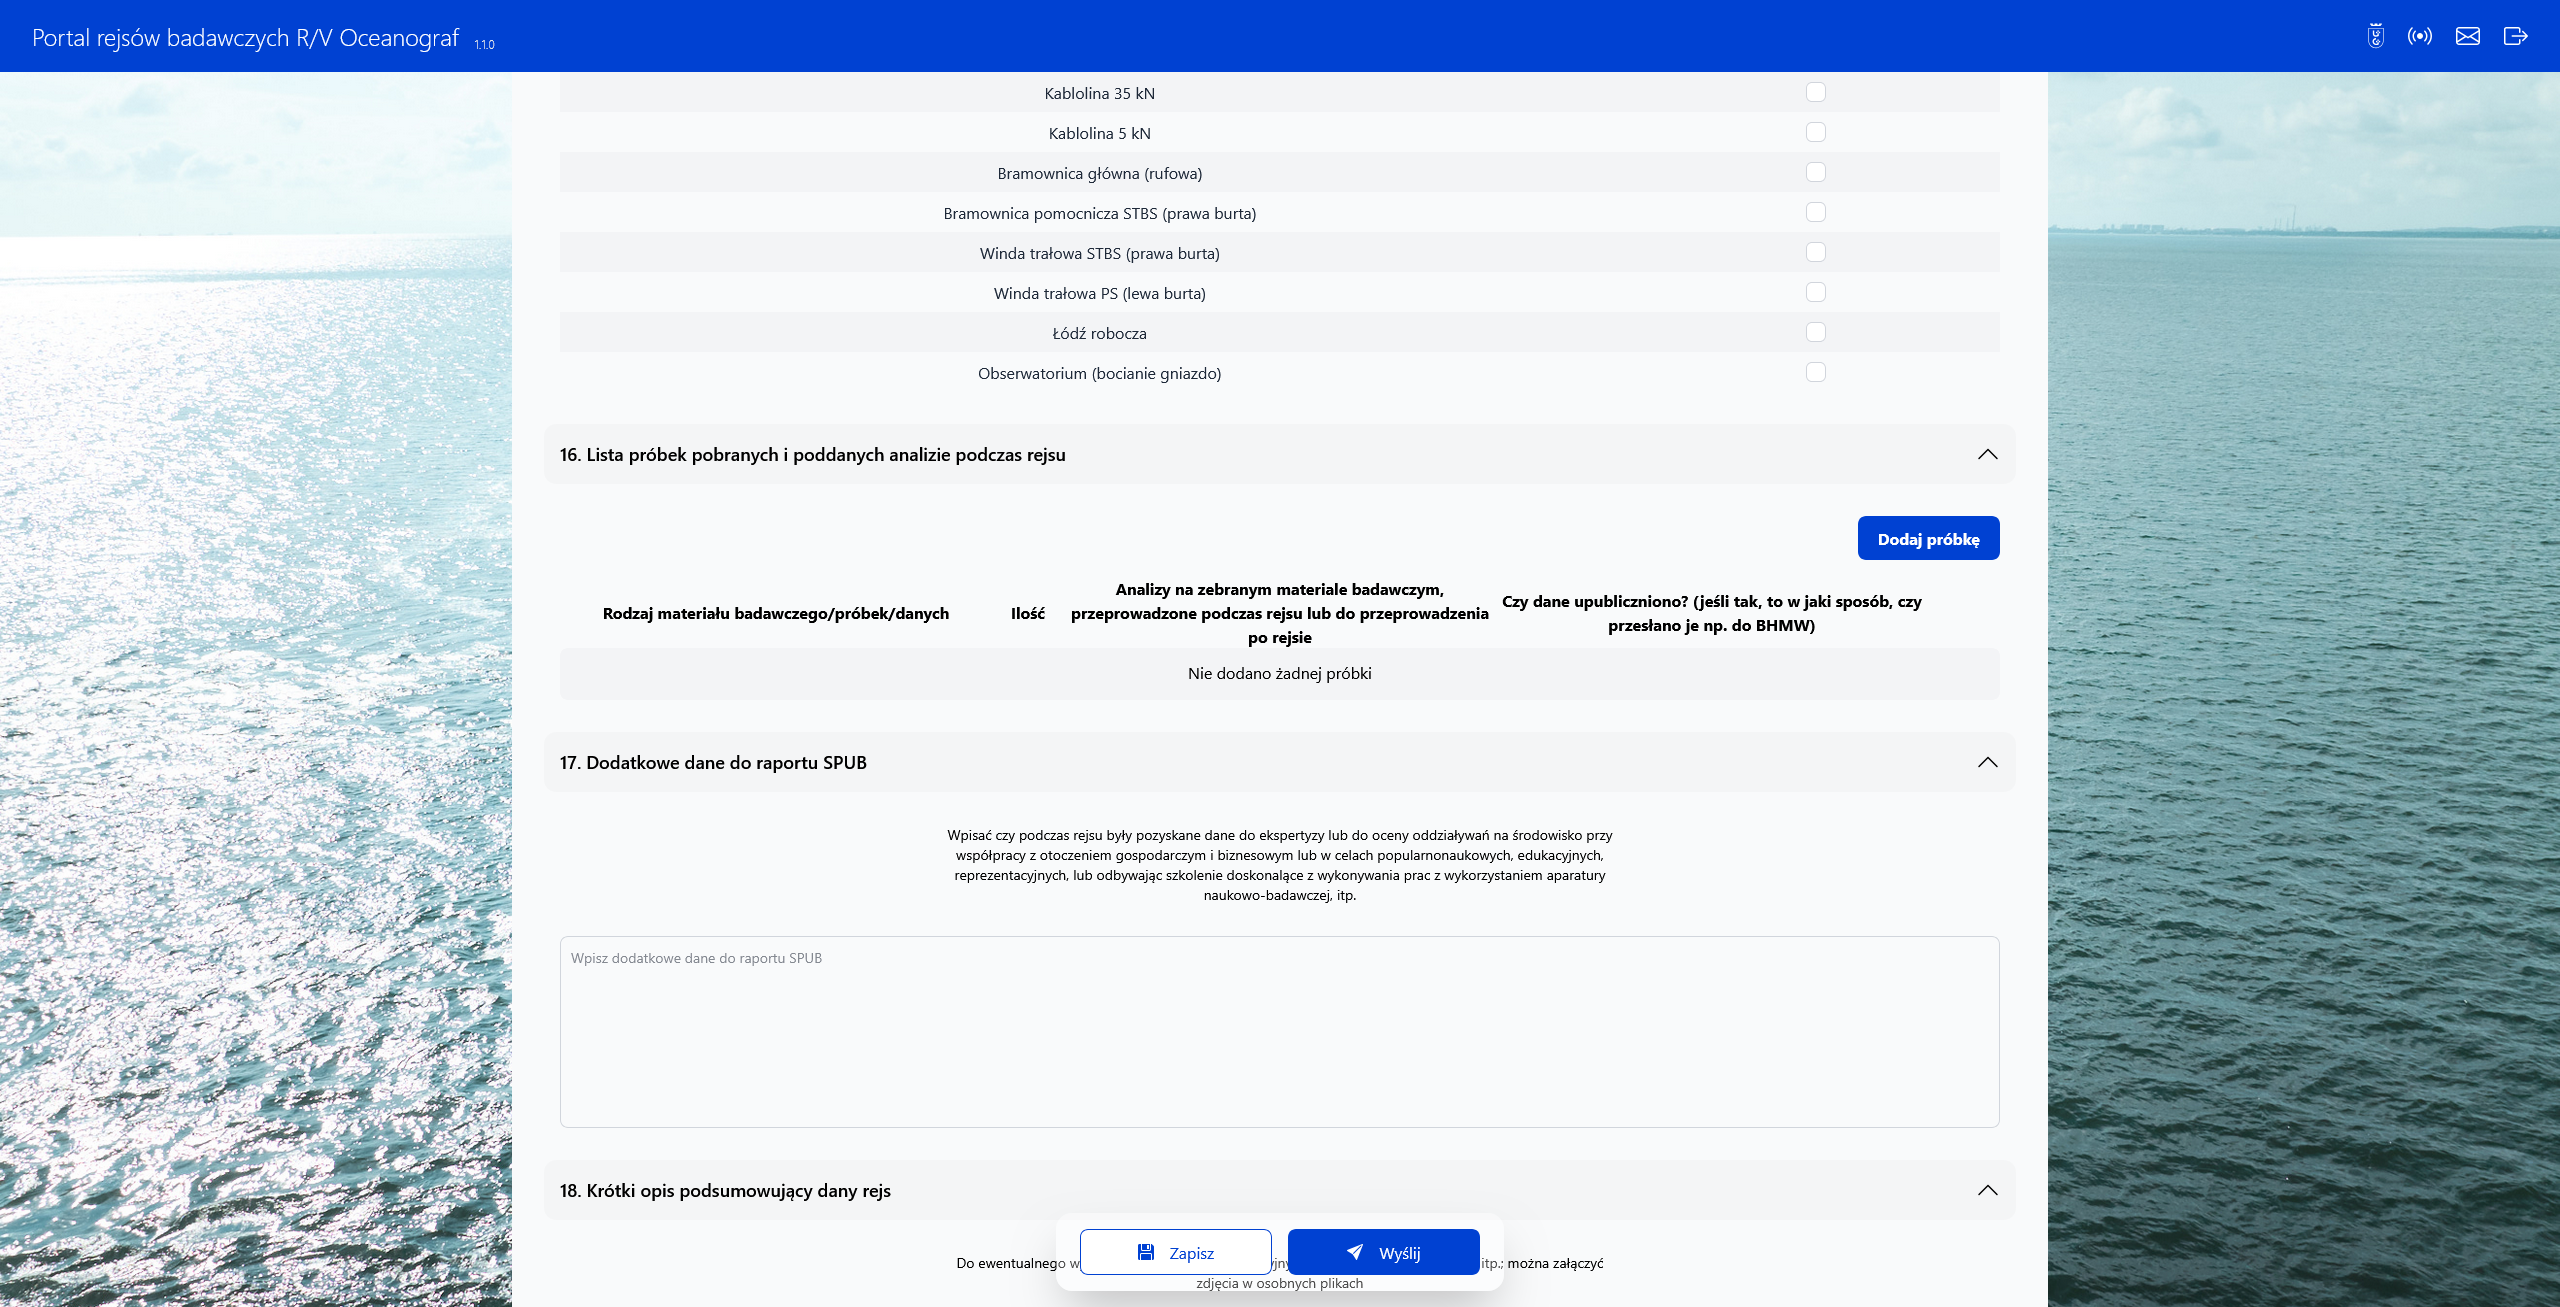 Portal rejsów badawczych R/V Oceanograf 1.1.0
Kablolina 35 kN
Kablolina 5 kN
Bramownica główna (rufowa)
Bramownica pomocnicza STBS (prawa burta)
Winda trałowa STBS (prawa burta)
Winda trałowa PS (lewa burta)
Łódź robocza
Obserwatorium (bocianie gniazdo)
16. Lista próbek pobranych i poddanych analizie podczas rejsu
Dodaj próbkę
Rodzaj materiału badawczego/próbek/danych
Ilość
Analizy na zebranym materiale badawczym,
przeprowadzone podczas rejsu lub do przeprowadzenia
po rejsie
Czy dane upubliczniono? (jeśli tak, to w jaki sposób, czy
przesłano je np. do BHMW)
Nie dodano żadnej próbki
17. Dodatkowe dane do raportu SPUB
Wpisać czy podczas rejsu były pozyskane dane do ekspertyzy lub do oceny oddziaływań na środowisko przy
współpracy z otoczeniem gospodarczym i biznesowym lub w celach popularnonaukowych, edukacyjnych,
reprezentacyjnych, lub odbywając szkolenie doskonalące z wykonywania prac z wykorzystaniem aparatury
naukowo-badawczej, itp.
Wpisz dodatkowe dane do raportu SPUB
18. Krótki opis podsumowujący dany rejs
Zapisz
Wyślij
Do ewentualnego itp.; można załączyć
zdjęcia w osobnych plikach